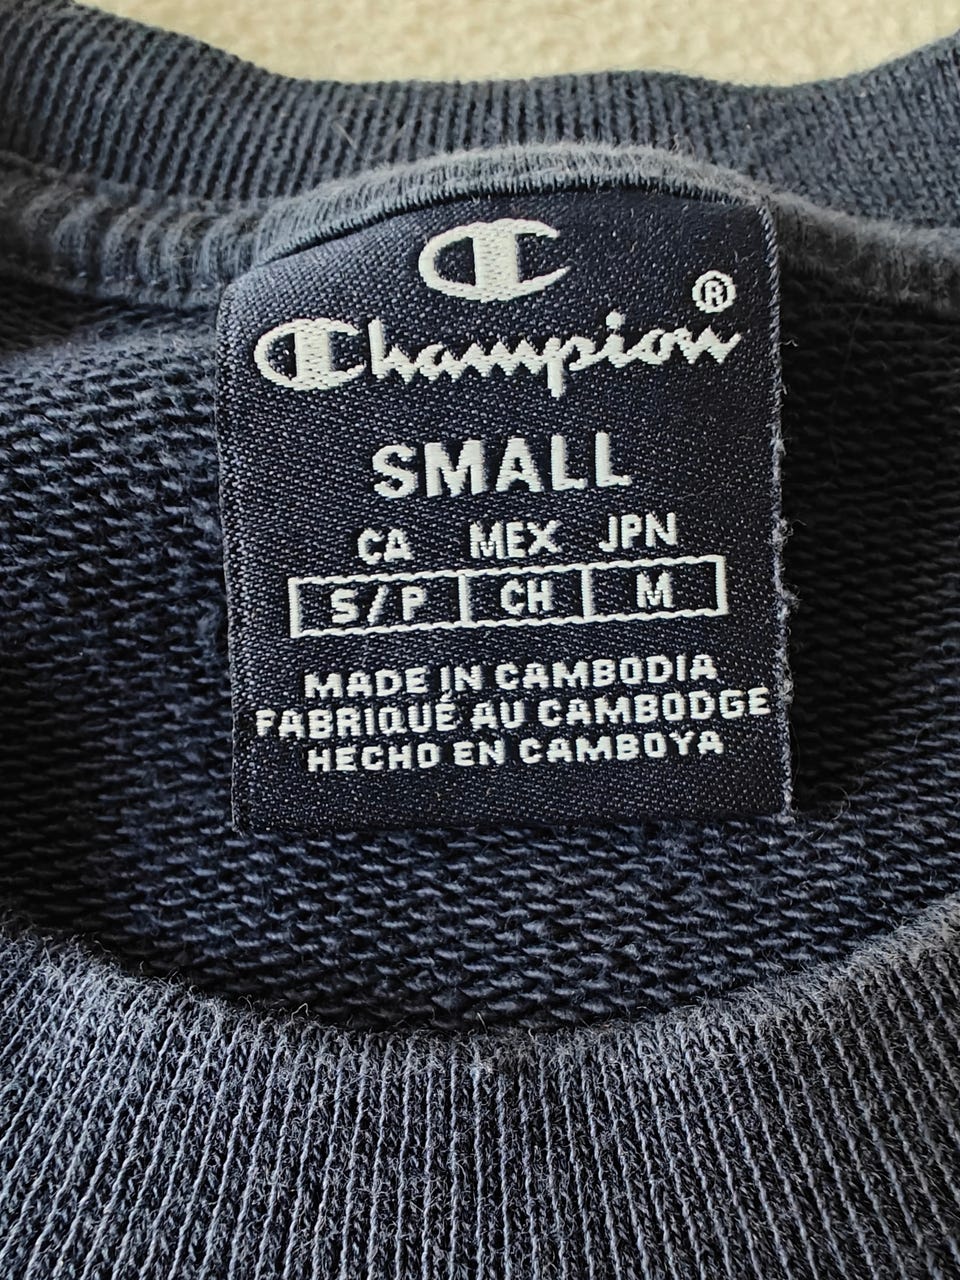 C
Champion®
SMALL
CA MEX JPN
S/P CH M
MADE IN CAMBODIA
FABRIQUÉ AU CAMBODGE
HECHO EN CAMBOYA